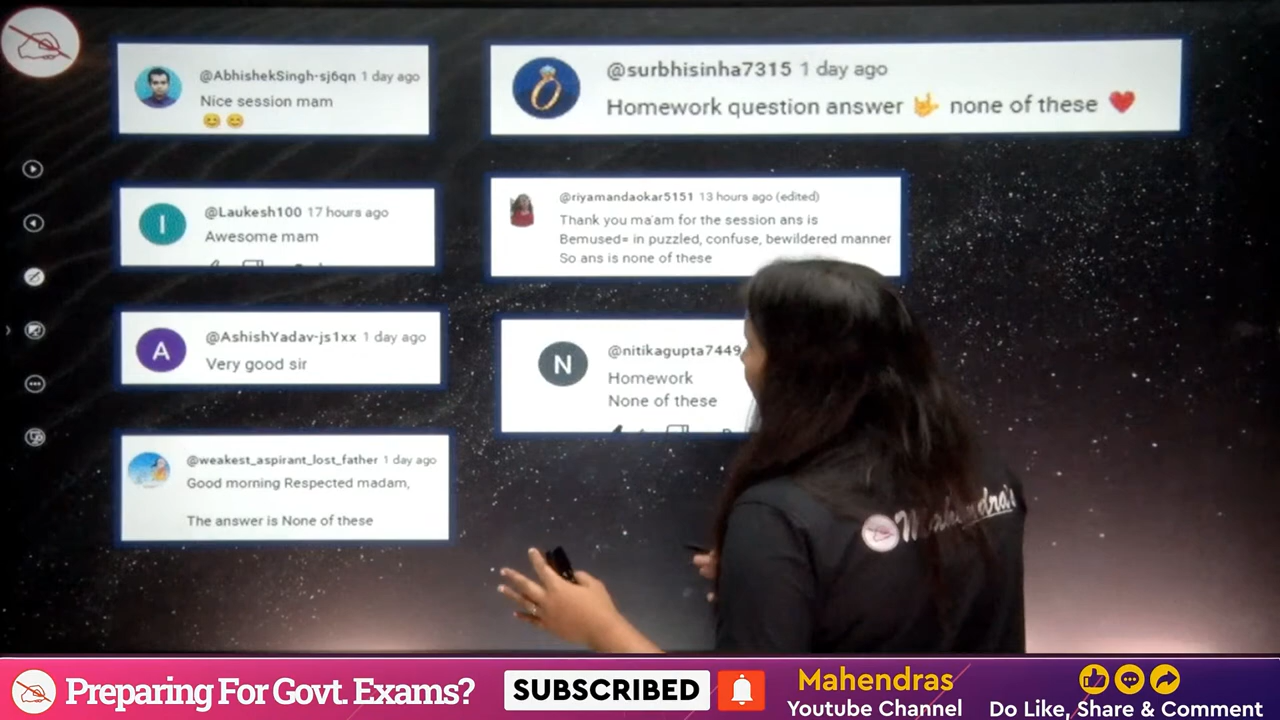 @AbhishekSingh-sj6qn 1 day ago
Nice session mam
😊 😊
@surbhisinha7315 1 day ago
Homework question answer 🤟 none of these ❤️
I
@Laukesh100 17 hours ago
Awesome mam
@riyamandaokar5151 13 hours ago (edited)
Thank you ma'am for the session ans is
Bemused= in puzzled, confuse, bewildered manner
So ans is none of these
A
@AshishYadav-js1xx 1 day ago
Very good sir
N
@nitikagupta7449
Homework
None of these
@weakest_aspirant_lost_father 1 day ago
Good morning Respected madam,
The answer is None of these
Mahendra's
Preparing For Govt. Exams?
SUBSCRIBED
Mahendras
Youtube Channel
Do Like, Share & Comment